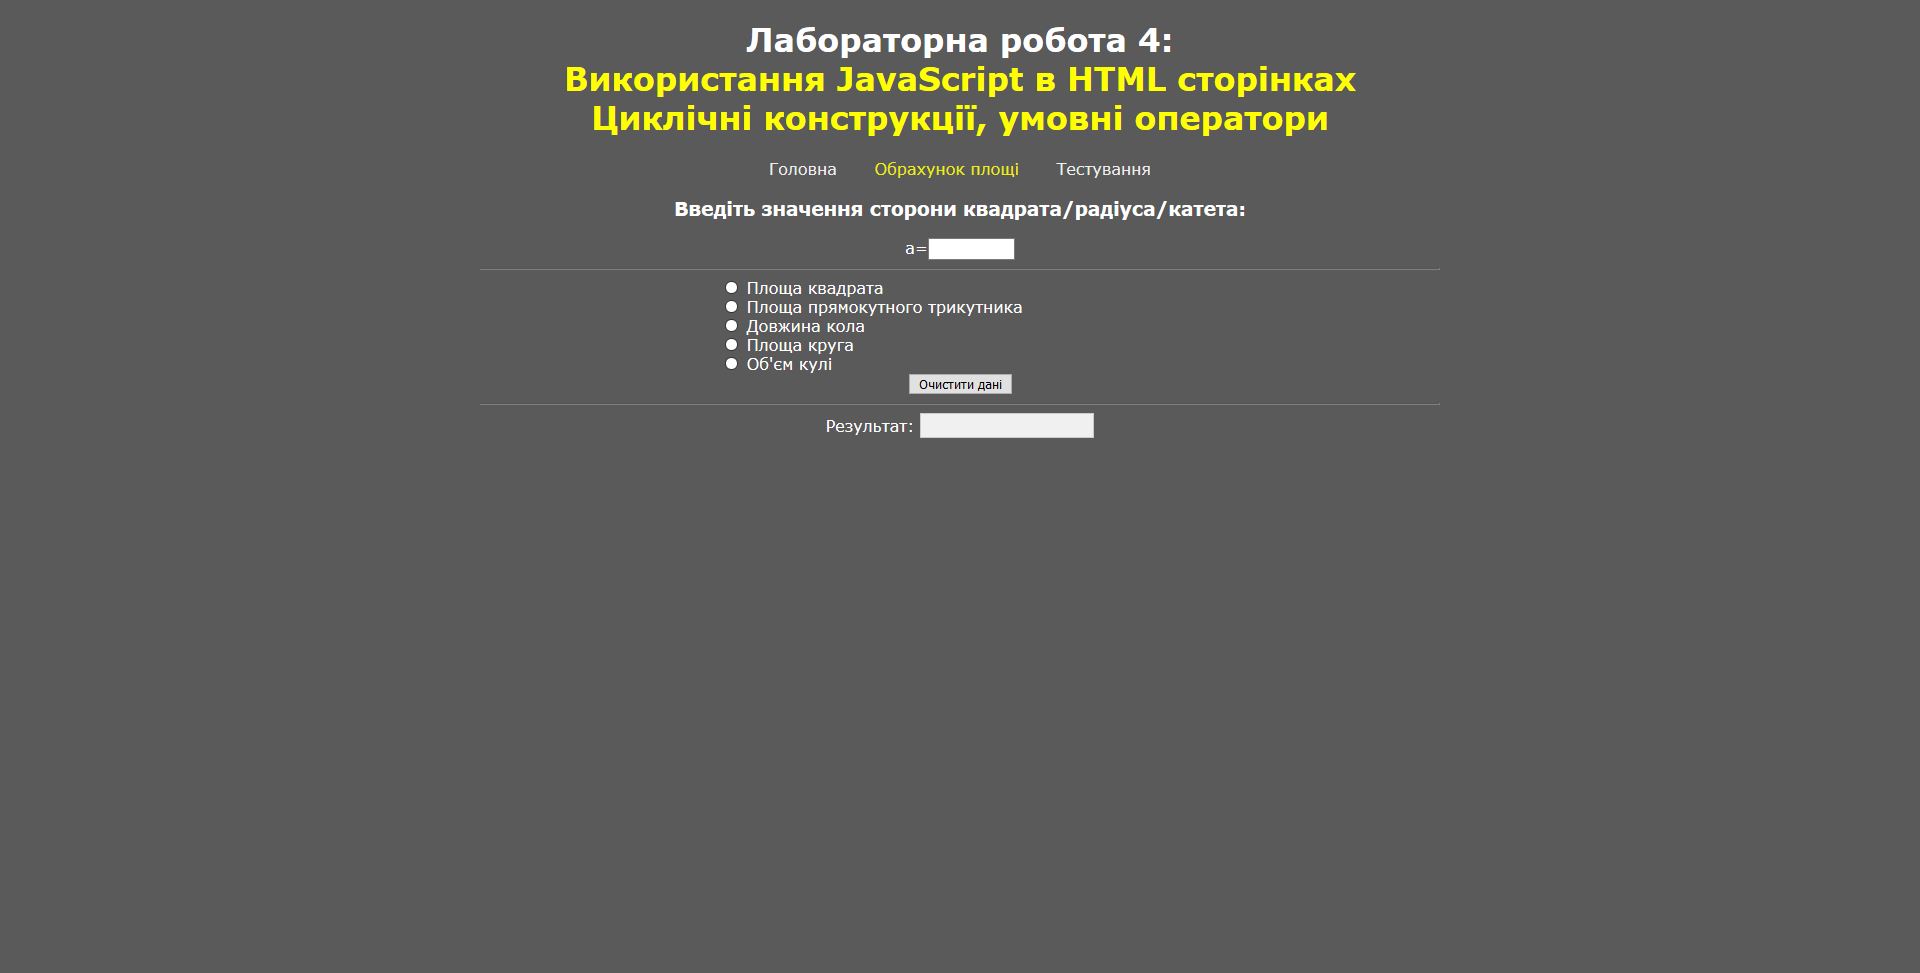 Лабораторна робота 4:
Використання JavaScript в HTML сторінках
Циклічні конструкції, умовні оператори
Головна Обрахунок площі Тестування
Введіть значення сторони квадрата/радіуса/катета:
a=
Площа квадрата
Площа прямокутного трикутника
Довжина кола
Площа круга
Об'єм кулі
Очистити дані
Результат: